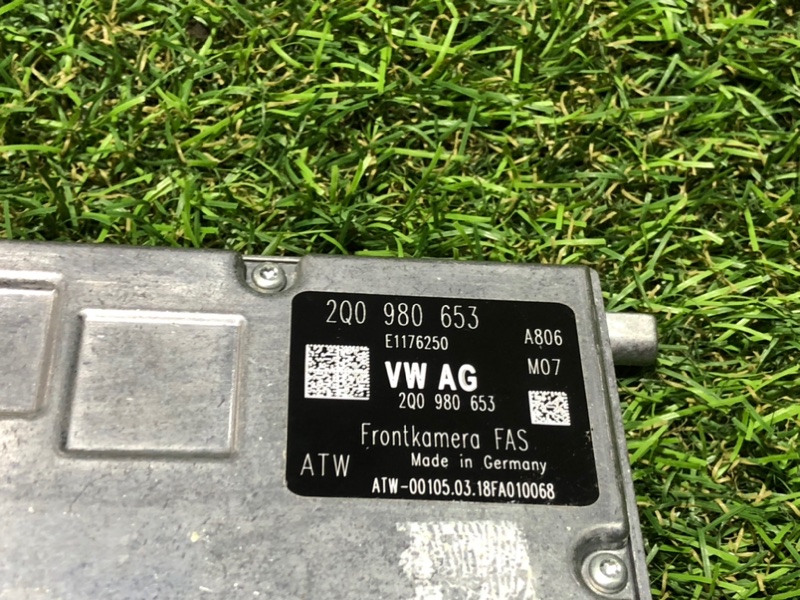 2Q0 980 653
E1176250
A806
M07
VW AG
2Q0 980 653
Frontkamera FAS
ATW
Made in Germany
ATW-00105.03.18FA010068